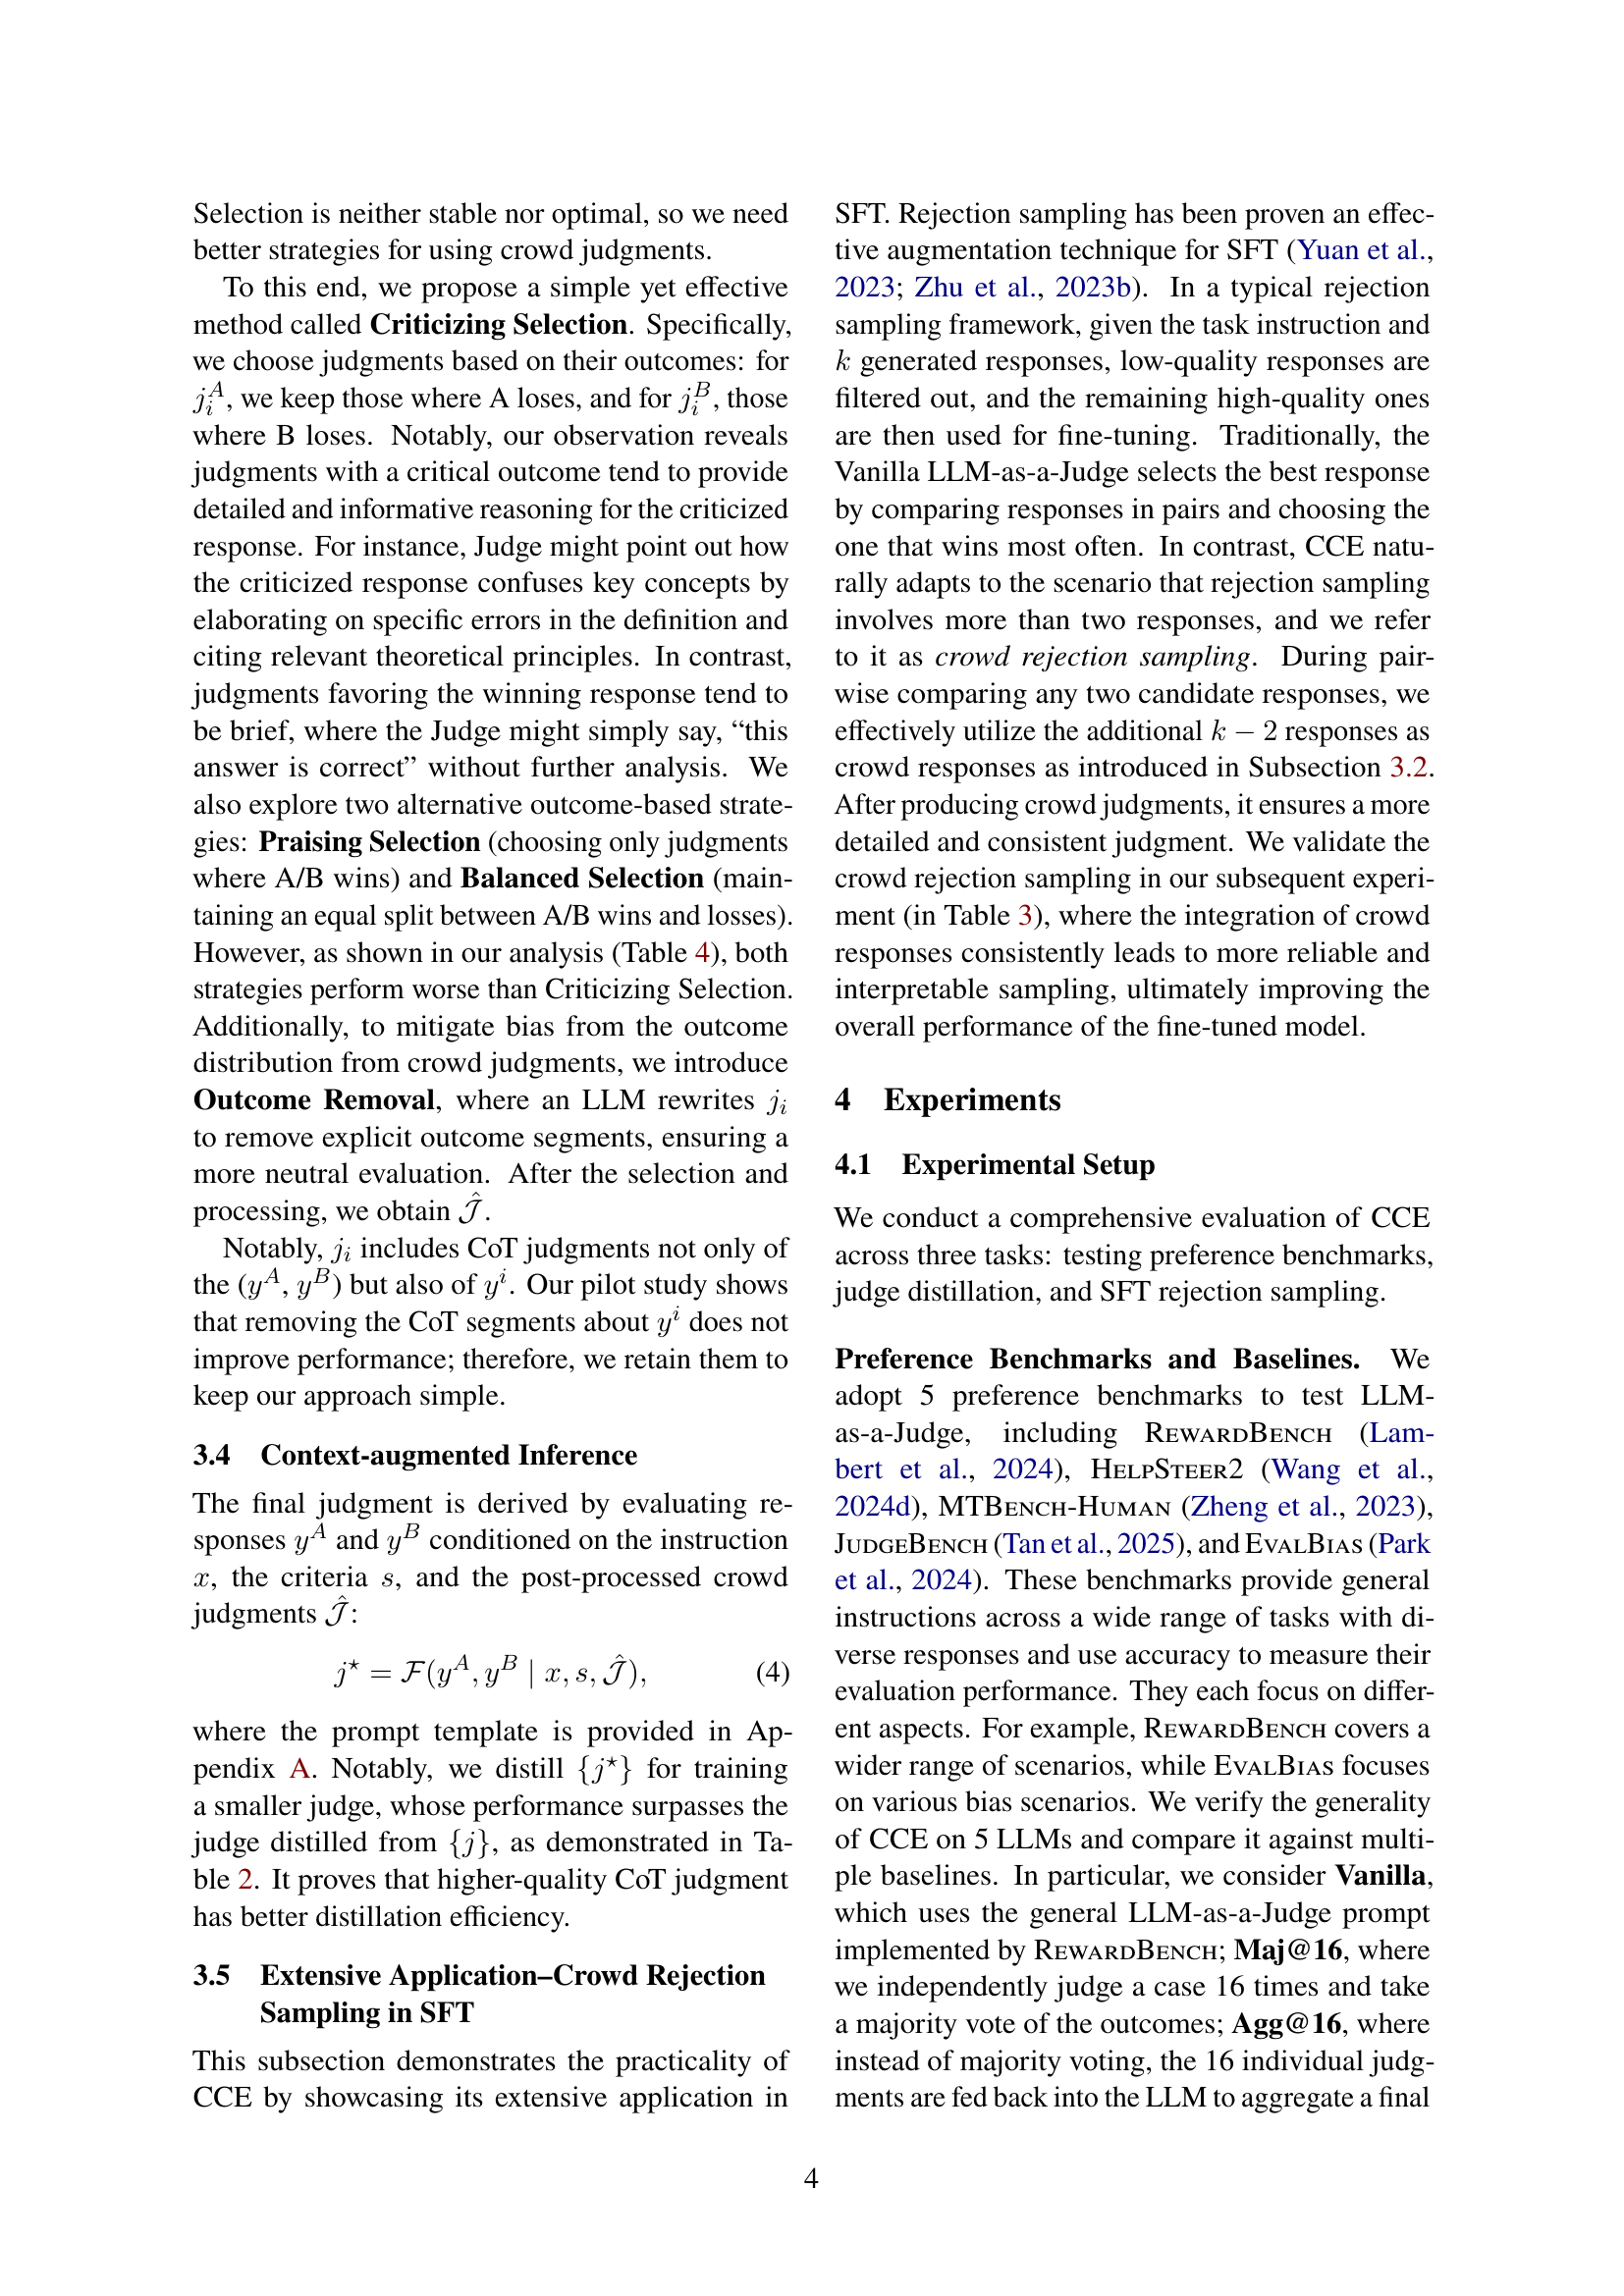 Selection is neither stable nor optimal, so we need
better strategies for using crowd judgments.
To this end, we propose a simple yet effective
method called Criticizing Selection. Specifically,
we choose judgments based on their outcomes: for
j_i^A, we keep those where A loses, and for j_i^B, those
where B loses. Notably, our observation reveals
judgments with a critical outcome tend to provide
detailed and informative reasoning for the criticized
response. For instance, Judge might point out how
the criticized response confuses key concepts by
elaborating on specific errors in the definition and
citing relevant theoretical principles. In contrast,
judgments favoring the winning response tend to
be brief, where the Judge might simply say, “this
answer is correct” without further analysis. We
also explore two alternative outcome-based strate-
gies: Praising Selection (choosing only judgments
where A/B wins) and Balanced Selection (main-
taining an equal split between A/B wins and losses).
However, as shown in our analysis (Table 4), both
strategies perform worse than Criticizing Selection.
Additionally, to mitigate bias from the outcome
distribution from crowd judgments, we introduce
Outcome Removal, where an LLM rewrites j_i
to remove explicit outcome segments, ensuring a
more neutral evaluation. After the selection and
processing, we obtain 𝒥̂.
Notably, j_i includes CoT judgments not only of
the (y^A, y^B) but also of y^i. Our pilot study shows
that removing the CoT segments about y^i does not
improve performance; therefore, we retain them to
keep our approach simple.
3.4 Context-augmented Inference
The final judgment is derived by evaluating re-
sponses y^A and y^B conditioned on the instruction
x, the criteria s, and the post-processed crowd
judgments 𝒥̂:
j^⋆ = ℱ(y^A, y^B | x, s, 𝒥̂), (4)
where the prompt template is provided in Ap-
pendix A. Notably, we distill {j^⋆} for training
a smaller judge, whose performance surpasses the
judge distilled from {j}, as demonstrated in Ta-
ble 2. It proves that higher-quality CoT judgment
has better distillation efficiency.
3.5 Extensive Application–Crowd Rejection
Sampling in SFT
This subsection demonstrates the practicality of
CCE by showcasing its extensive application in
SFT. Rejection sampling has been proven an effec-
tive augmentation technique for SFT (Yuan et al.,
2023; Zhu et al., 2023b). In a typical rejection
sampling framework, given the task instruction and
k generated responses, low-quality responses are
filtered out, and the remaining high-quality ones
are then used for fine-tuning. Traditionally, the
Vanilla LLM-as-a-Judge selects the best response
by comparing responses in pairs and choosing the
one that wins most often. In contrast, CCE natu-
rally adapts to the scenario that rejection sampling
involves more than two responses, and we refer
to it as crowd rejection sampling. During pair-
wise comparing any two candidate responses, we
effectively utilize the additional k − 2 responses as
crowd responses as introduced in Subsection 3.2.
After producing crowd judgments, it ensures a more
detailed and consistent judgment. We validate the
crowd rejection sampling in our subsequent experi-
ment (in Table 3), where the integration of crowd
responses consistently leads to more reliable and
interpretable sampling, ultimately improving the
overall performance of the fine-tuned model.
4 Experiments
4.1 Experimental Setup
We conduct a comprehensive evaluation of CCE
across three tasks: testing preference benchmarks,
judge distillation, and SFT rejection sampling.
Preference Benchmarks and Baselines. We
adopt 5 preference benchmarks to test LLM-
as-a-Judge, including REWARDBENCH (Lam-
bert et al., 2024), HELPSTEER2 (Wang et al.,
2024d), MTBENCH-HUMAN (Zheng et al., 2023),
JUDGEBENCH (Tan et al., 2025), and EVALBIAS (Park
et al., 2024). These benchmarks provide general
instructions across a wide range of tasks with di-
verse responses and use accuracy to measure their
evaluation performance. They each focus on differ-
ent aspects. For example, REWARDBENCH covers a
wider range of scenarios, while EVALBIAS focuses
on various bias scenarios. We verify the generality
of CCE on 5 LLMs and compare it against multi-
ple baselines. In particular, we consider Vanilla,
which uses the general LLM-as-a-Judge prompt
implemented by REWARDBENCH; Maj@16, where
we independently judge a case 16 times and take
a majority vote of the outcomes; Agg@16, where
instead of majority voting, the 16 individual judg-
ments are fed back into the LLM to aggregate a final
4